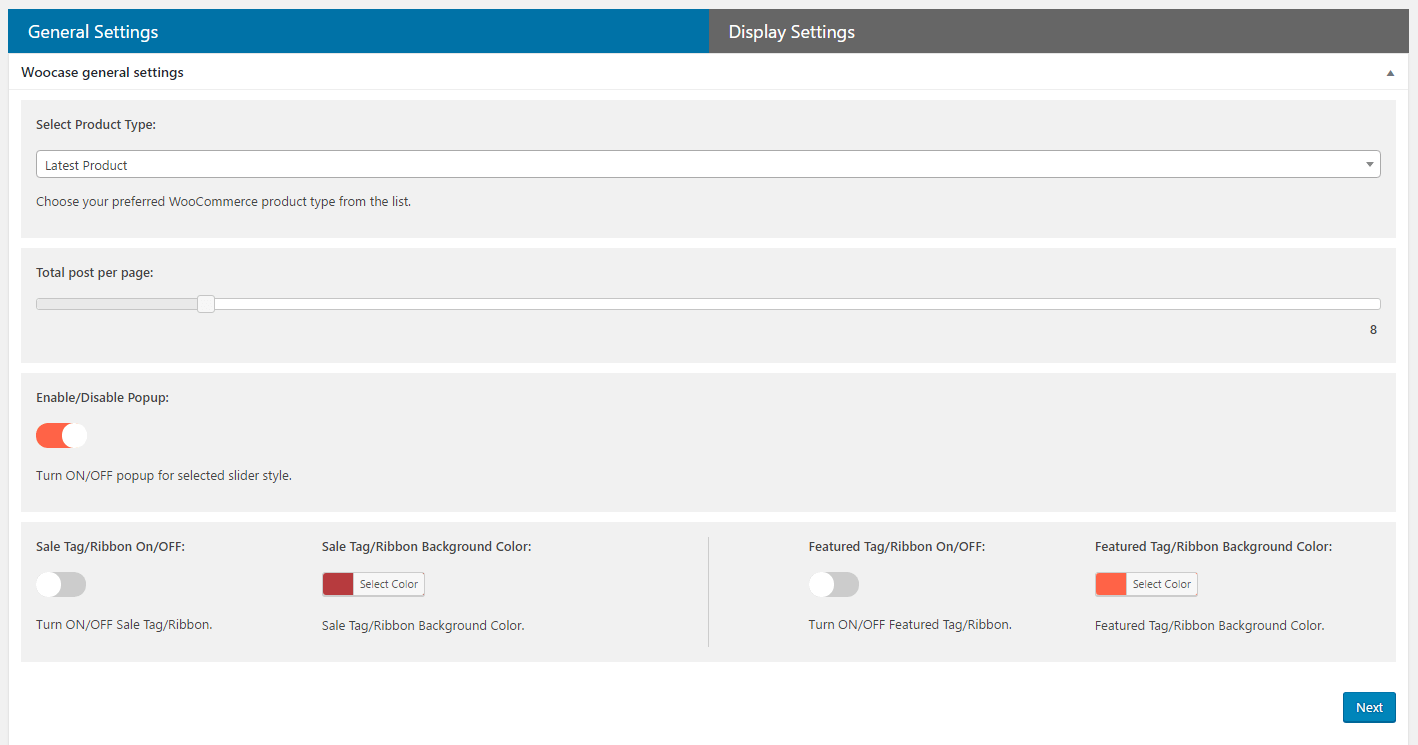 General Settings
Display Settings
Woocase general settings
Select Product Type:
Latest Product
Choose your preferred WooCommerce product type from the list.
Total post per page:
8
Enable/Disable Popup:
Turn ON/OFF popup for selected slider style.
Sale Tag/Ribbon On/OFF:
Sale Tag/Ribbon Background Color:
Featured Tag/Ribbon On/OFF:
Featured Tag/Ribbon Background Color:
Select Color
Select Color
Turn ON/OFF Sale Tag/Ribbon.
Sale Tag/Ribbon Background Color.
Turn ON/OFF Featured Tag/Ribbon.
Featured Tag/Ribbon Background Color.
Next